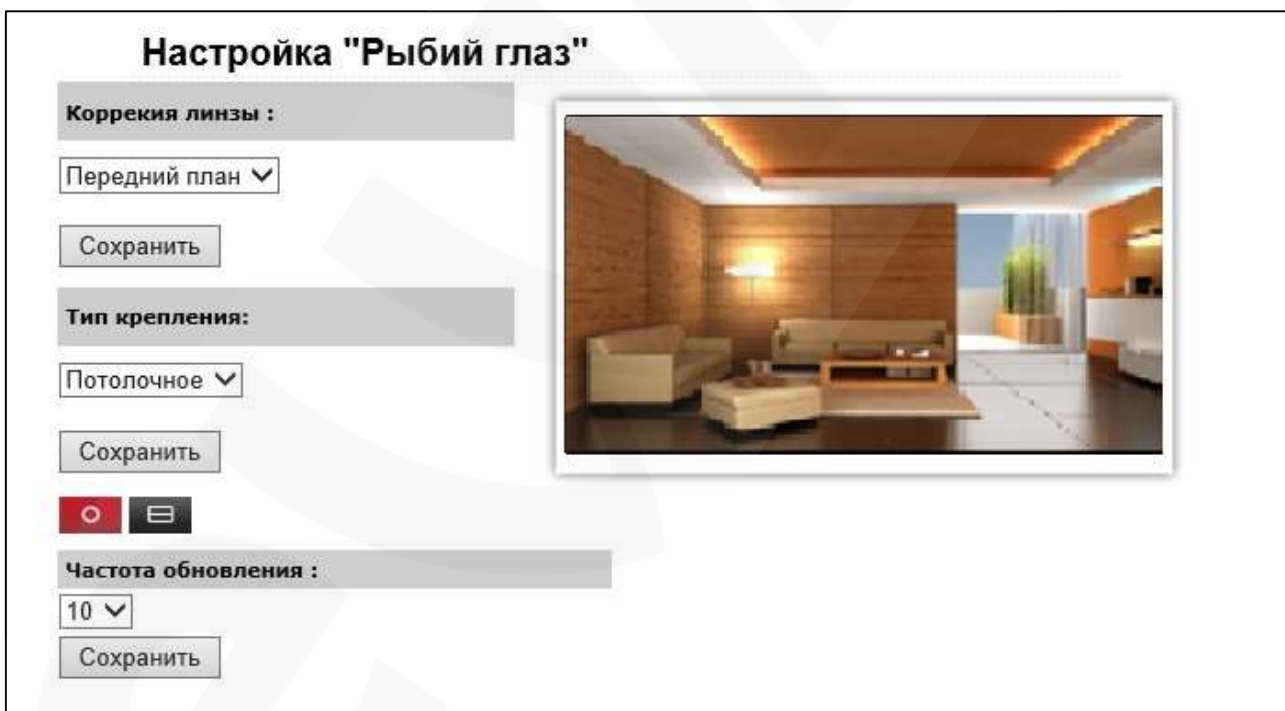 Настройка "Рыбий глаз"
Коррекия линзы :
Передний план
Сохранить
Тип крепления:
Потолочное
Сохранить
Частота обновления :
10
Сохранить